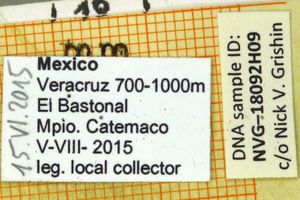 15.VI.2015
Mexico
Veracruz 700-1000m
El Bastonal
Mpio. Catemaco
V-VIII- 2015
leg. local collector
DNA sample ID:
NVG-18092H09
c/o Nick V. Grishin